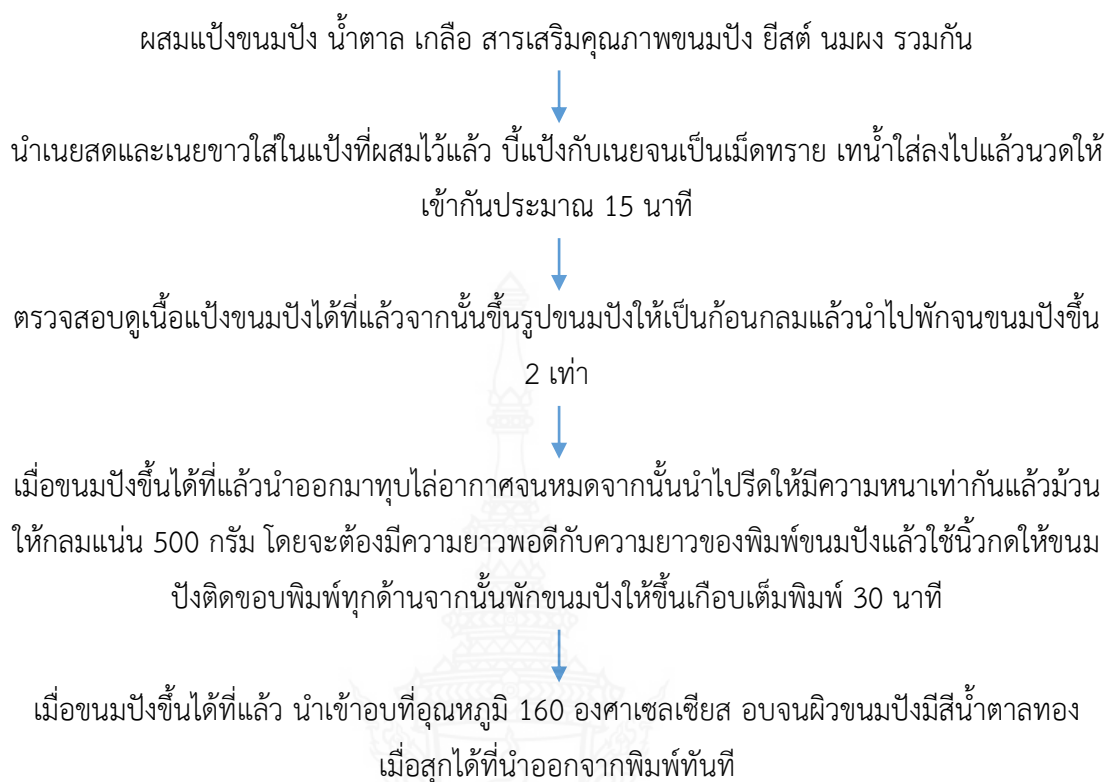 ผสมแป้งขนมปัง น้ำตาล เกลือ สารเสริมคุณภาพขนมปัง ยีสต์ นมผง รวมกัน
นำเนยสดและเนยขาวใส่ในแป้งที่ผสมไว้แล้ว บี้แป้งกับเนยจนเป็นเม็ดทราย เทน้ำใส่ลงไปแล้วนวดให้
เข้ากันประมาณ 15 นาที
ตรวจสอบดูเนื้อแป้งขนมปังได้ที่แล้วจากนั้นขึ้นรูปขนมปังให้เป็นก้อนกลมแล้วนำไปพักจนขนมปังขึ้น
2 เท่า
เมื่อขนมปังขึ้นได้ที่แล้วนำออกมาทุบไล่อากาศจนหมดจากนั้นนำไปรีดให้มีความหนาเท่ากันแล้วม้วน
ให้กลมแน่น 500 กรัม โดยจะต้องมีความยาวพอดีกับความยาวของพิมพ์ขนมปังแล้วใช้นิ้วกดให้ขนม
ปังติดขอบพิมพ์ทุกด้านจากนั้นพักขนมปังให้ขึ้นเกือบเต็มพิมพ์ 30 นาที
เมื่อขนมปังขึ้นได้ที่แล้ว นำเข้าอบที่อุณหภูมิ 160 องศาเซลเซียส อบจนผิวขนมปังมีสีน้ำตาลทอง
เมื่อสุกได้ที่นำออกจากพิมพ์ทันที